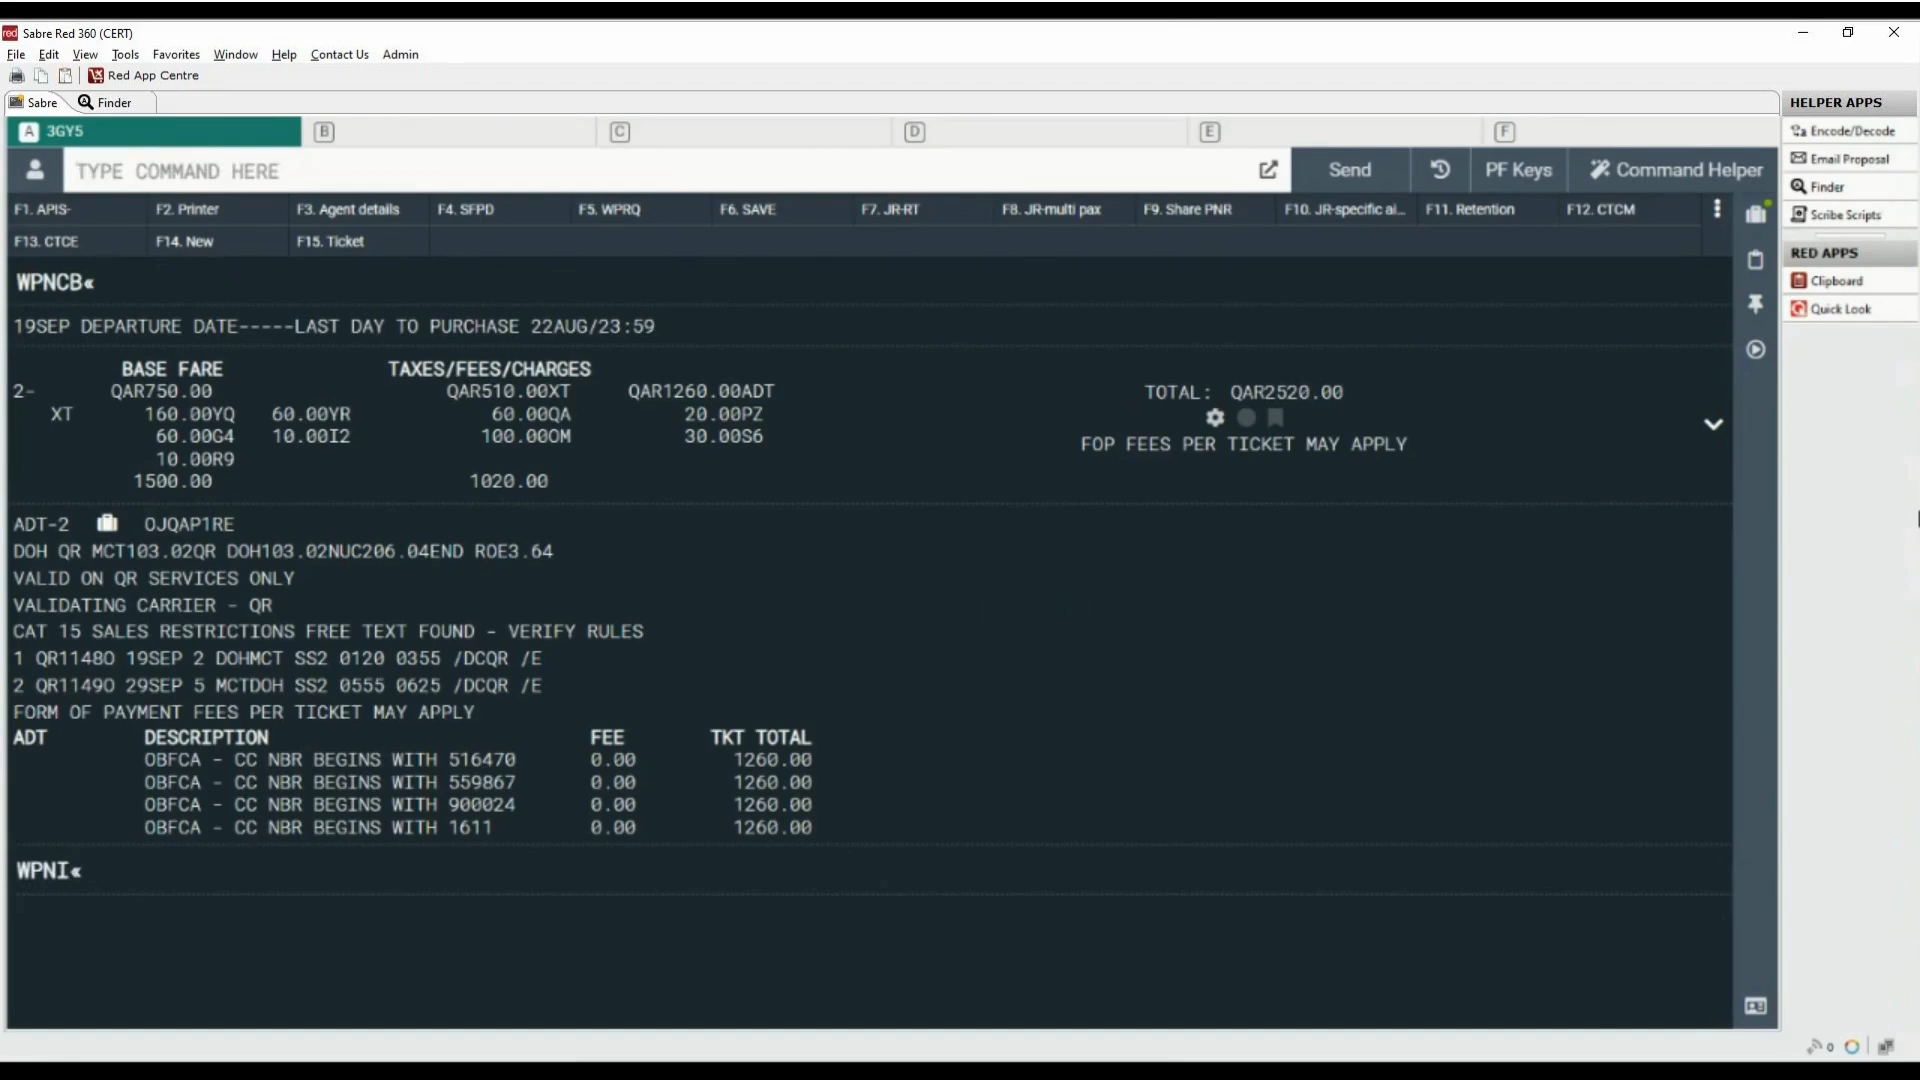 Sabre Red 360 (CERT)
File Edit View Tools Favorites Window Help Contact Us Admin
Red App Centre
Sabre Finder
A 3GY5 B C D E F
TYPE COMMAND HERE Send PF Keys Command Helper
F1. APIS- F2. Printer F3. Agent details F4. SFPD F5. WPRQ F6. SAVE F7. JR-RT F8. JR-multi pax F9. Share PNR F10. JR-specific ai... F11. Retention F12. CTCM
F13. CTCE F14. New F15. Ticket
WPNCB«
19SEP DEPARTURE DATE-----LAST DAY TO PURCHASE 22AUG/23:59
BASE FARE TAXES/FEES/CHARGES
2- QAR750.00 QAR510.00XT QAR1260.00ADT TOTAL: QAR2520.00
XT 160.00YQ 60.00YR 60.00QA 20.00PZ
60.00G4 10.00I2 100.00OM 30.00S6 FOP FEES PER TICKET MAY APPLY
10.00R9
1500.00 1020.00
ADT-2 OJQAP1RE
DOH QR MCT103.02QR DOH103.02NUC206.04END ROE3.64
VALID ON QR SERVICES ONLY
VALIDATING CARRIER - QR
CAT 15 SALES RESTRICTIONS FREE TEXT FOUND - VERIFY RULES
1 QR1148O 19SEP 2 DOHMCT SS2 0120 0355 /DCQR /E
2 QR1149O 29SEP 5 MCTDOH SS2 0555 0625 /DCQR /E
FORM OF PAYMENT FEES PER TICKET MAY APPLY
ADT DESCRIPTION FEE TKT TOTAL
OBFCA - CC NBR BEGINS WITH 516470 0.00 1260.00
OBFCA - CC NBR BEGINS WITH 559867 0.00 1260.00
OBFCA - CC NBR BEGINS WITH 900024 0.00 1260.00
OBFCA - CC NBR BEGINS WITH 1611 0.00 1260.00
WPNI«
HELPER APPS
Encode/Decode
Email Proposal
Finder
Scribe Scripts
RED APPS
Clipboard
Quick Look
0